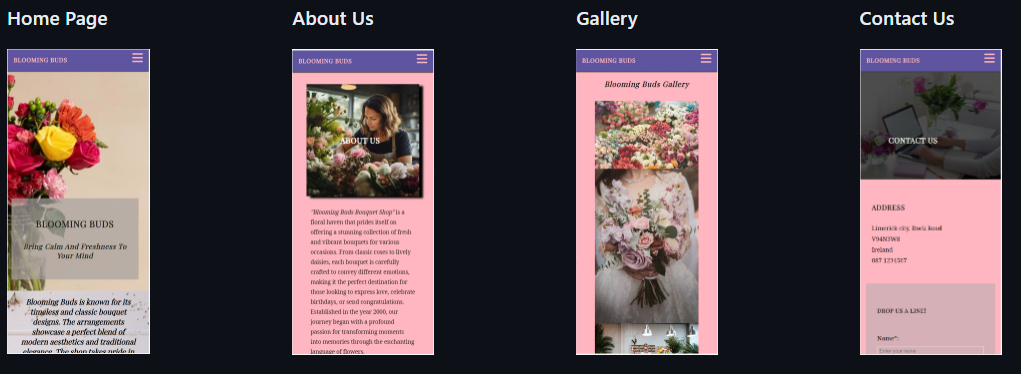 Home Page
BLOOMING BUDS
BLOOMING BUDS
Bring Calm And Freshness To
Your Mind
Blooming Buds is known for its
timeless and classic bouquet
designs. The arrangements
showcase a perfect blend of
modern aesthetics and traditional
elegance. The shop takes pride in
About Us
BLOOMING BUDS
ABOUT US
"Blooming Buds Bouquet Shop" is a
floral haven that prides itself on
offering a stunning collection of fresh
and vibrant bouquets for various
occasions. From classic roses to lively
daisies, each bouquet is carefully
crafted to convey different emotions,
making it the perfect destination for
those looking to express love, celebrate
birthdays, or send congratulations.
Established in the year 2000, our
journey began with a profound
passion for transforming moments
into memories through the enchanting
language of flowers.
Gallery
BLOOMING BUDS
Blooming Buds Gallery
Contact Us
BLOOMING BUDS
CONTACT US
ADDRESS
Limerick city, Road
Ireland
087 1234567
DROP US A LINE!
Name*:
Enter your name